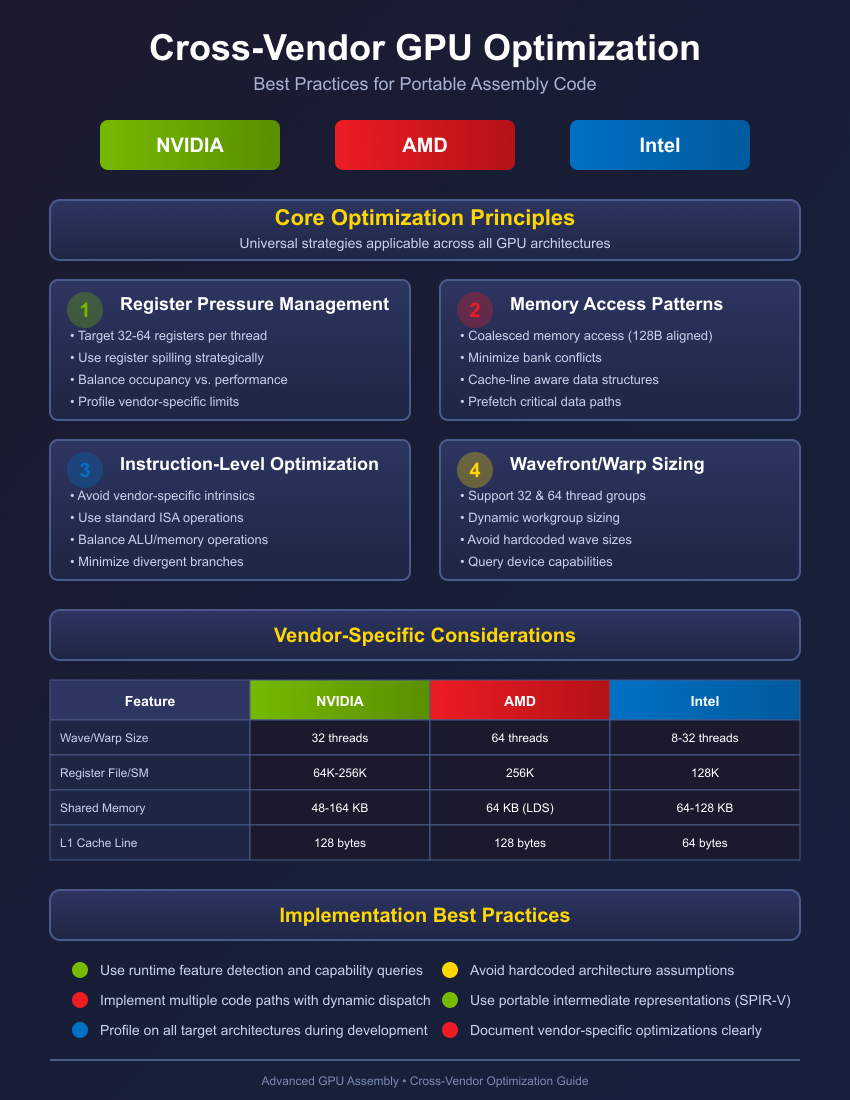 Cross-Vendor GPU Optimization
Best Practices for Portable Assembly Code
NVIDIA
AMD
Intel
Core Optimization Principles
Universal strategies applicable across all GPU architectures
1
Register Pressure Management
• Target 32-64 registers per thread
• Use register spilling strategically
• Balance occupancy vs. performance
• Profile vendor-specific limits
2
Memory Access Patterns
• Coalesced memory access (128B aligned)
• Minimize bank conflicts
• Cache-line aware data structures
• Prefetch critical data paths
3
Instruction-Level Optimization
• Avoid vendor-specific intrinsics
• Use standard ISA operations
• Balance ALU/memory operations
• Minimize divergent branches
4
Wavefront/Warp Sizing
• Support 32 & 64 thread groups
• Dynamic workgroup sizing
• Avoid hardcoded wave sizes
• Query device capabilities
Vendor-Specific Considerations
Feature NVIDIA AMD Intel
Wave/Warp Size 32 threads 64 threads 8-32 threads
Register File/SM 64K-256K 256K 128K
Shared Memory 48-164 KB 64 KB (LDS) 64-128 KB
L1 Cache Line 128 bytes 128 bytes 64 bytes
Implementation Best Practices
Use runtime feature detection and capability queries
Avoid hardcoded architecture assumptions
Implement multiple code paths with dynamic dispatch
Use portable intermediate representations (SPIR-V)
Profile on all target architectures during development
Document vendor-specific optimizations clearly
Advanced GPU Assembly • Cross-Vendor Optimization Guide